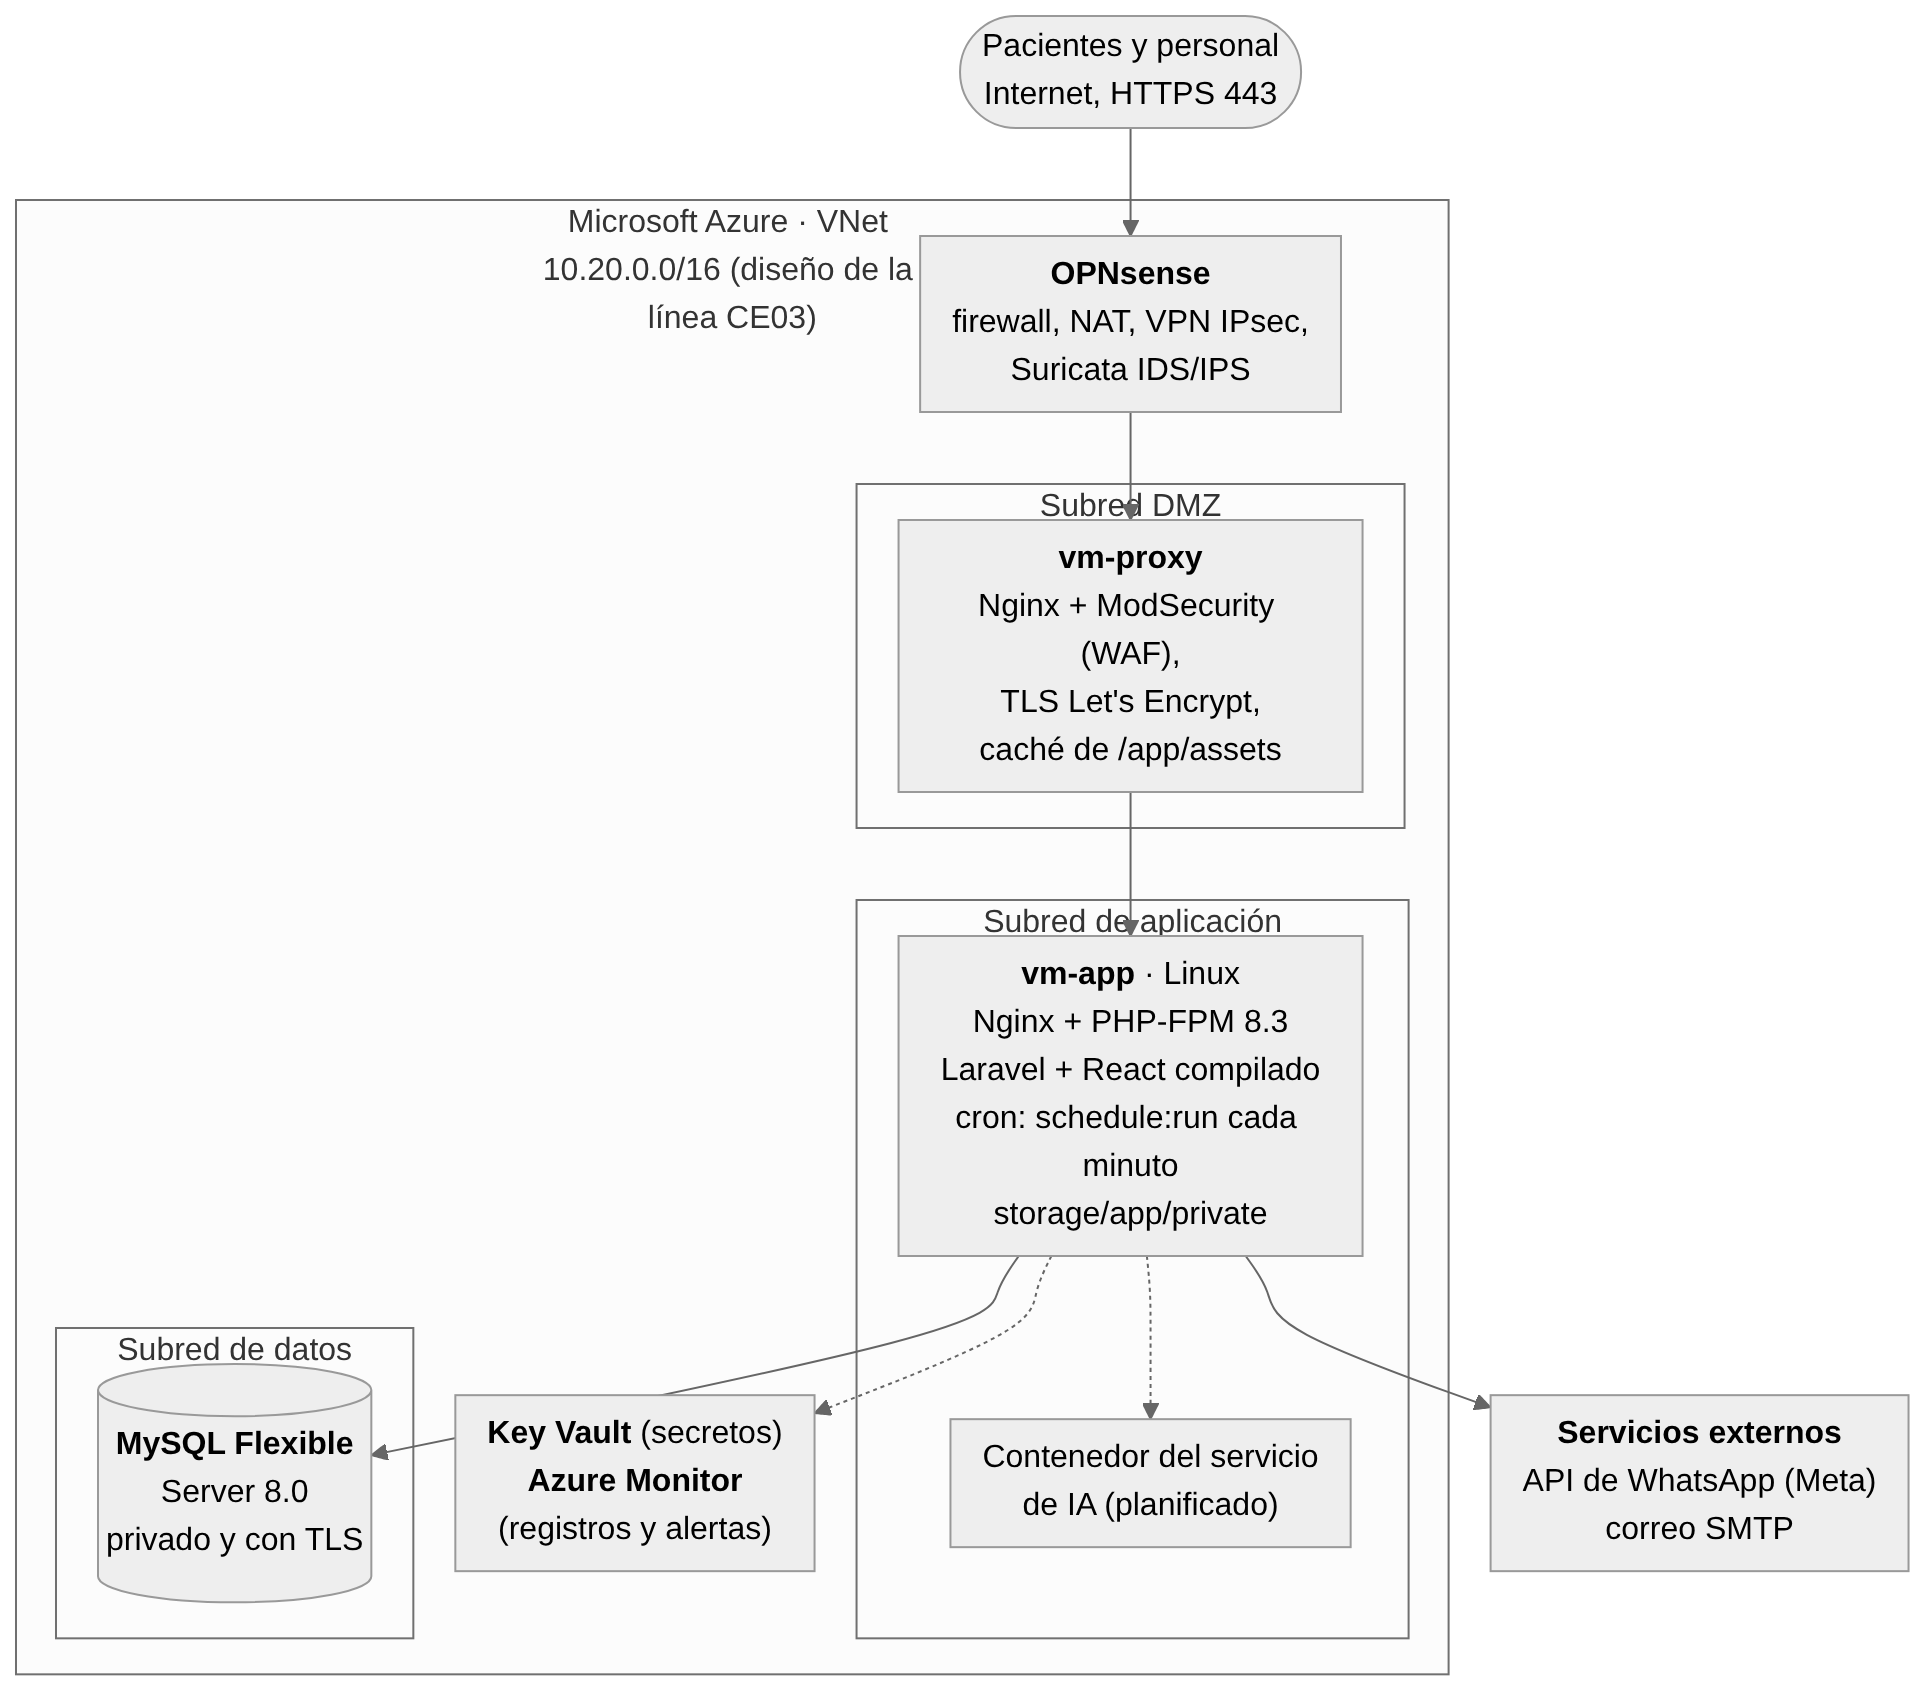 Pacientes y personal
Internet, HTTPS 443
Microsoft Azure · VNet
10.20.0.0/16 (diseño de la
línea CE03)
OPNsense
firewall, NAT, VPN IPsec,
Suricata IDS/IPS
Subred DMZ
vm-proxy
Nginx + ModSecurity
(WAF),
TLS Let's Encrypt,
caché de /app/assets
Subred de aplicación
vm-app · Linux
Nginx + PHP-FPM 8.3
Laravel + React compilado
cron: schedule:run cada
minuto
storage/app/private
Subred de datos
MySQL Flexible
Server 8.0
privado y con TLS
Key Vault (secretos)
Azure Monitor
(registros y alertas)
Contenedor del servicio
de IA (planificado)
Servicios externos
API de WhatsApp (Meta)
correo SMTP